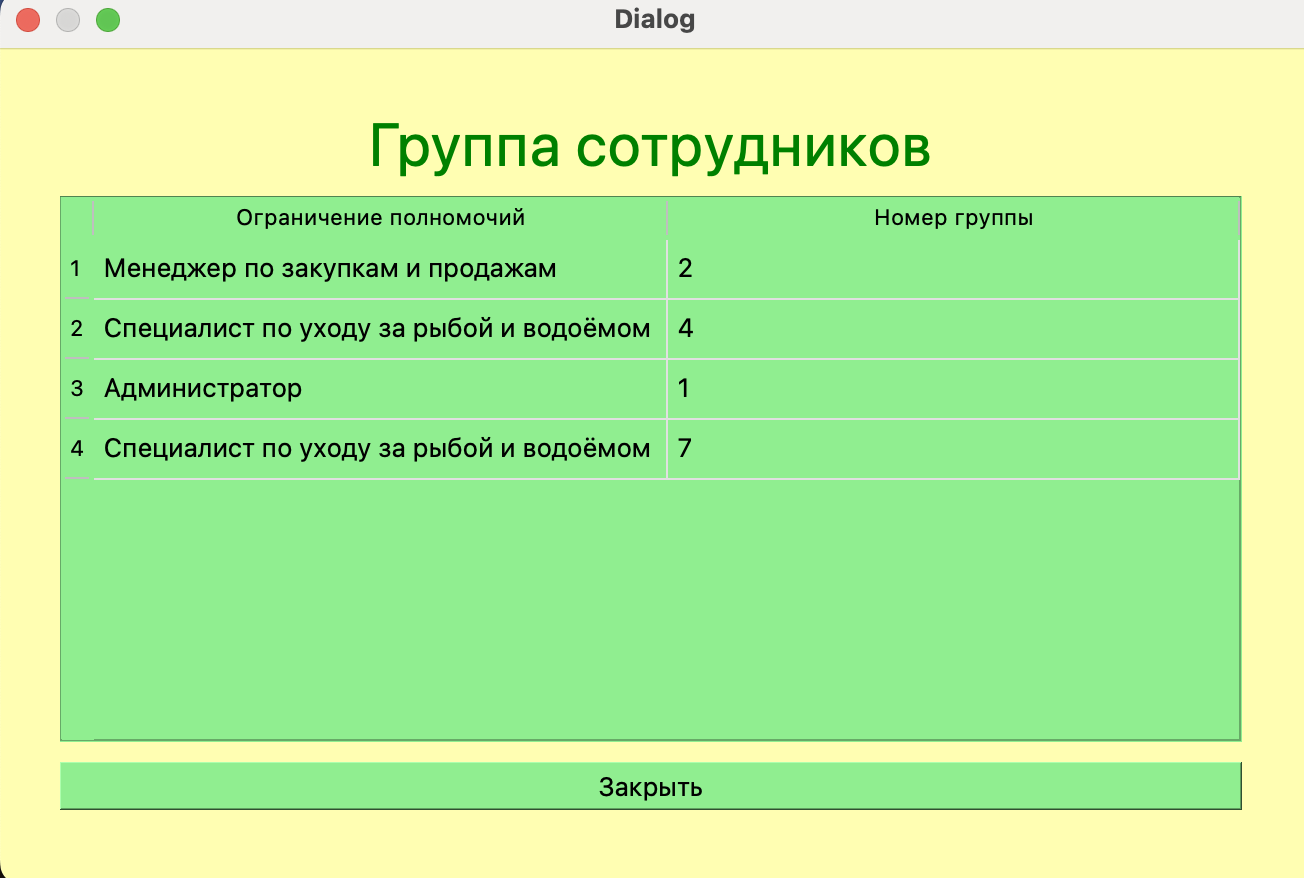 Dialog
Группа сотрудников
Ограничение полномочий Номер группы
1 Менеджер по закупкам и продажам 2
2 Специалист по уходу за рыбой и водоёмом 4
3 Администратор 1
4 Специалист по уходу за рыбой и водоёмом 7
Закрыть